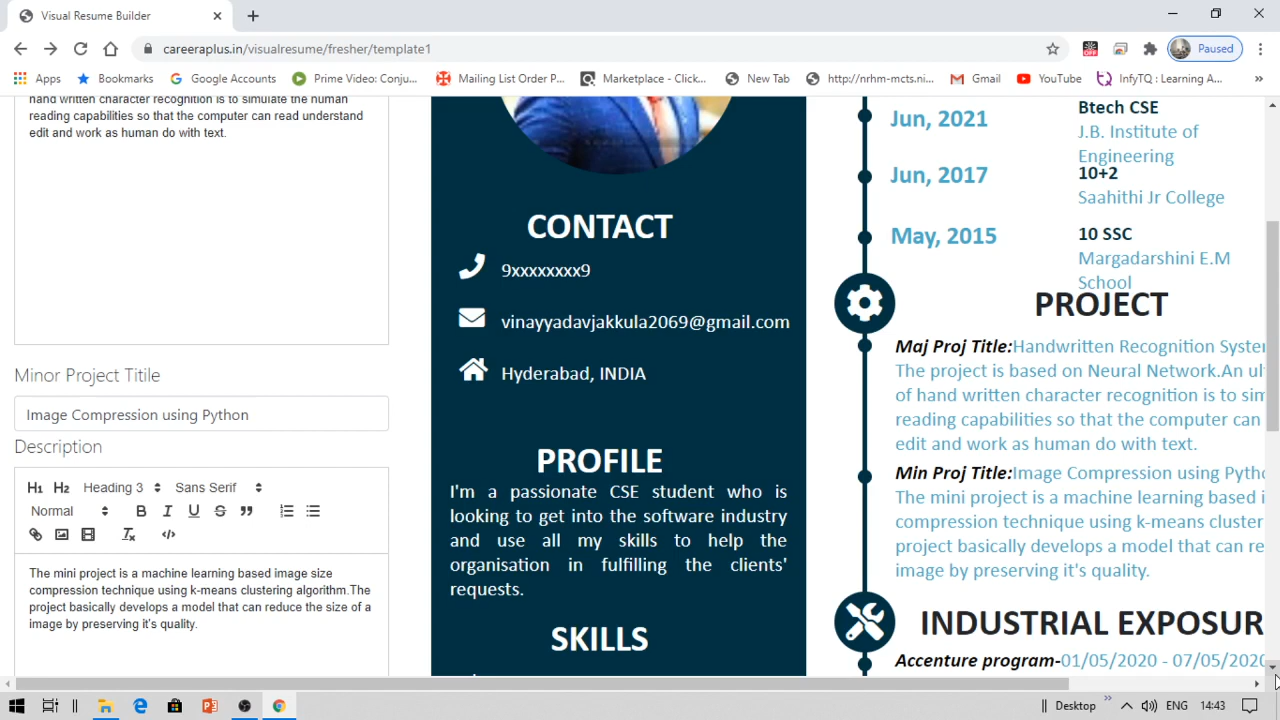 Visual Resume Builder
careeraplus.in/visualresume/fresher/template1
Paused
OFF
Apps
Bookmarks
Google Accounts
Prime Video: Conju...
Mailing List Order P...
Marketplace - Click...
New Tab
http://nrhm-mcts.ni...
Gmail
YouTube
InfyTQ : Learning A...
»
hand written character recognition is to simulate the human
reading capabilities so that the computer can read understand
edit and work as human do with text.
Minor Project Titile
Image Compression using Python
Description
H1 H2 Heading 3 Sans Serif
Normal B I U S
The mini project is a machine learning based image size
compression technique using k-means clustering algorithm.The
project basically develops a model that can reduce the size of a
image by preserving it's quality.
CONTACT
9xxxxxxxx9
vinayyadavjakkula2069@gmail.com
Hyderabad, INDIA
PROFILE
I'm a passionate CSE student who is
looking to get into the software industry
and use all my skills to help the
organisation in fulfilling the clients'
requests.
SKILLS
Jun, 2021
Btech CSE
J.B. Institute of
Engineering
Jun, 2017
10+2
Saahithi Jr College
May, 2015
10 SSC
Margadarshini E.M
School
PROJECT
Maj Proj Title:Handwritten Recognition Syster
The project is based on Neural Network.An ul
of hand written character recognition is to sim
reading capabilities so that the computer can
edit and work as human do with text.
Min Proj Title:Image Compression using Pytho
The mini project is a machine learning based i
compression technique using k-means cluster
project basically develops a model that can re
image by preserving it's quality.
INDUSTRIAL EXPOSUR
Accenture program-01/05/2020 - 07/05/2020
Desktop
»
ENG
14:43